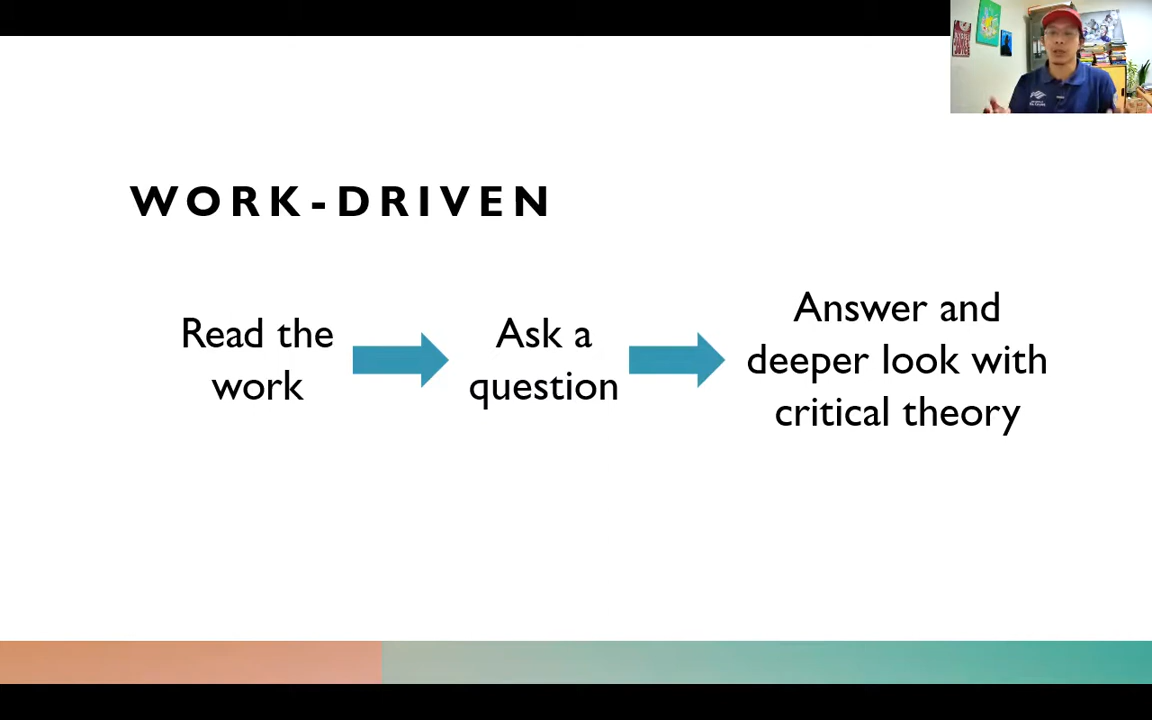 WORK-DRIVEN
Read the
work
Ask a
question
Answer and
deeper look with
critical theory